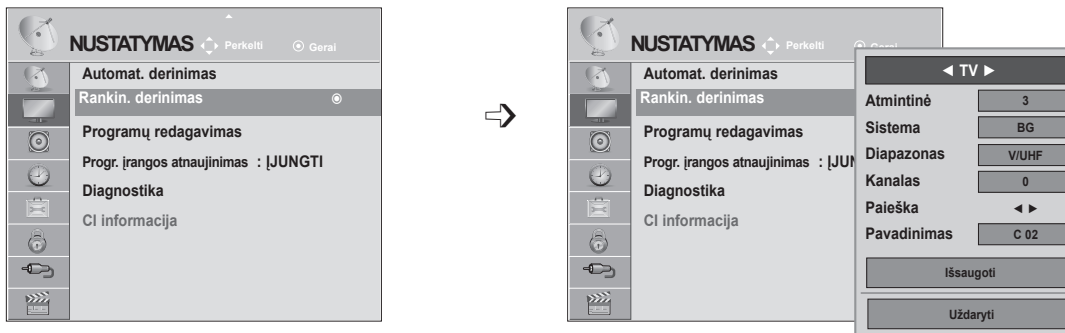 NUSTATYMAS Perkelti Gerai
Automat. derinimas
Rankin. derinimas
Programų redagavimas
Progr. įrangos atnaujinimas : ĮJUNGTI
Diagnostika
CI informacija
NUSTATYMAS Perkelti Gerai
Automat. derinimas
Rankin. derinimas
Programų redagavimas
Progr. įrangos atnaujinimas : ĮJUN
Diagnostika
CI informacija
◄ TV ►
Atmintinė 3
Sistema BG
Diapazonas V/UHF
Kanalas 0
Paieška ◄ ►
Pavadinimas C 02
Išsaugoti
Uždaryti